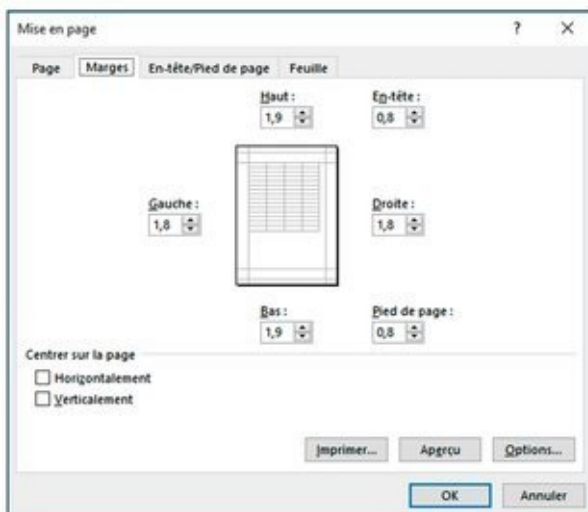 Mise en page ? ×
Page Marges En-tête/Pied de page Feuille
Haut : En-tête :
1,9 0,8
Gauche : Droite :
1,8 1,8
Bas : Pied de page :
1,9 0,8
Centrer sur la page
Horizontalement
Verticalement
Imprimer... Aperçu Options...
OK Annuler